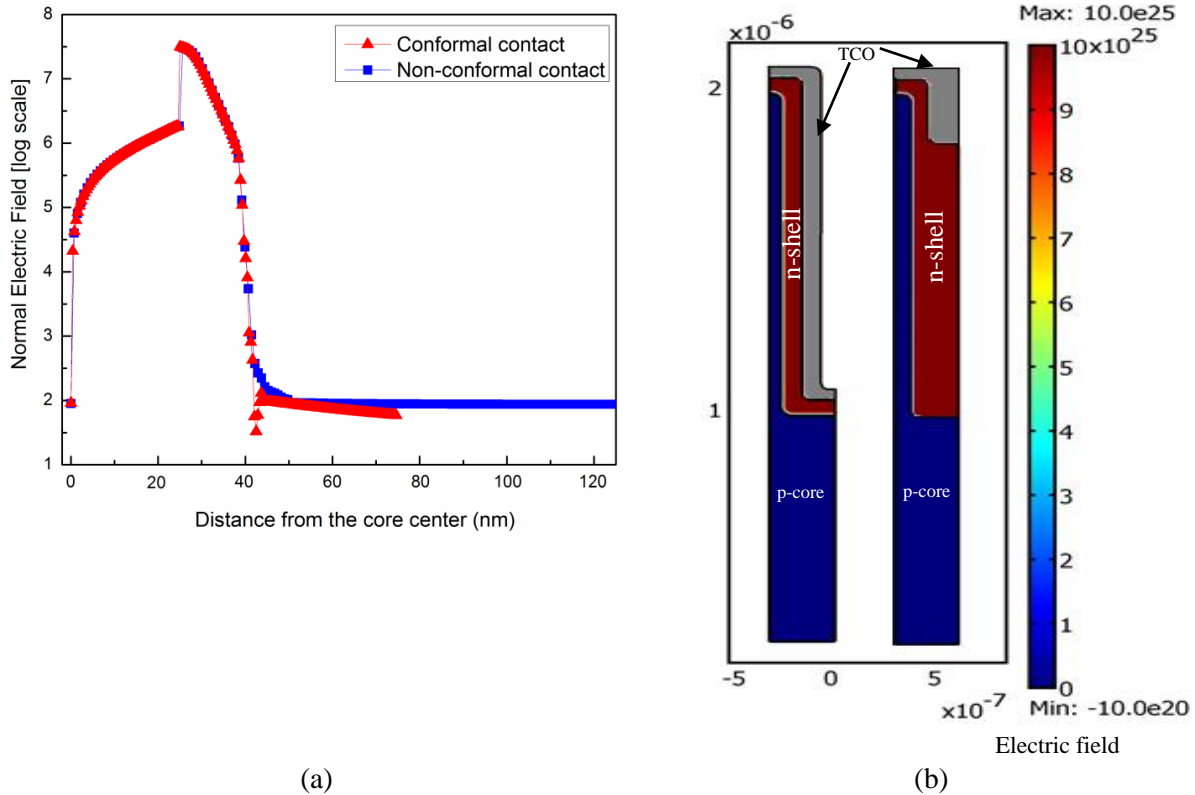 8
7
6
5
4
3
2
1
Normal Electric Field [log scale]
Conformal contact
Non-conformal contact
0 20 40 60 80 100 120
Distance from the core center (nm)
(a)
x10⁻⁶
2
1
TCO
n-shell
n-shell
p-core
p-core
-5 0 5
x10⁻⁷
Max: 10.0e25
10x10²⁵
9
8
7
6
5
4
3
2
1
0
Min: -10.0e20
Electric field
(b)